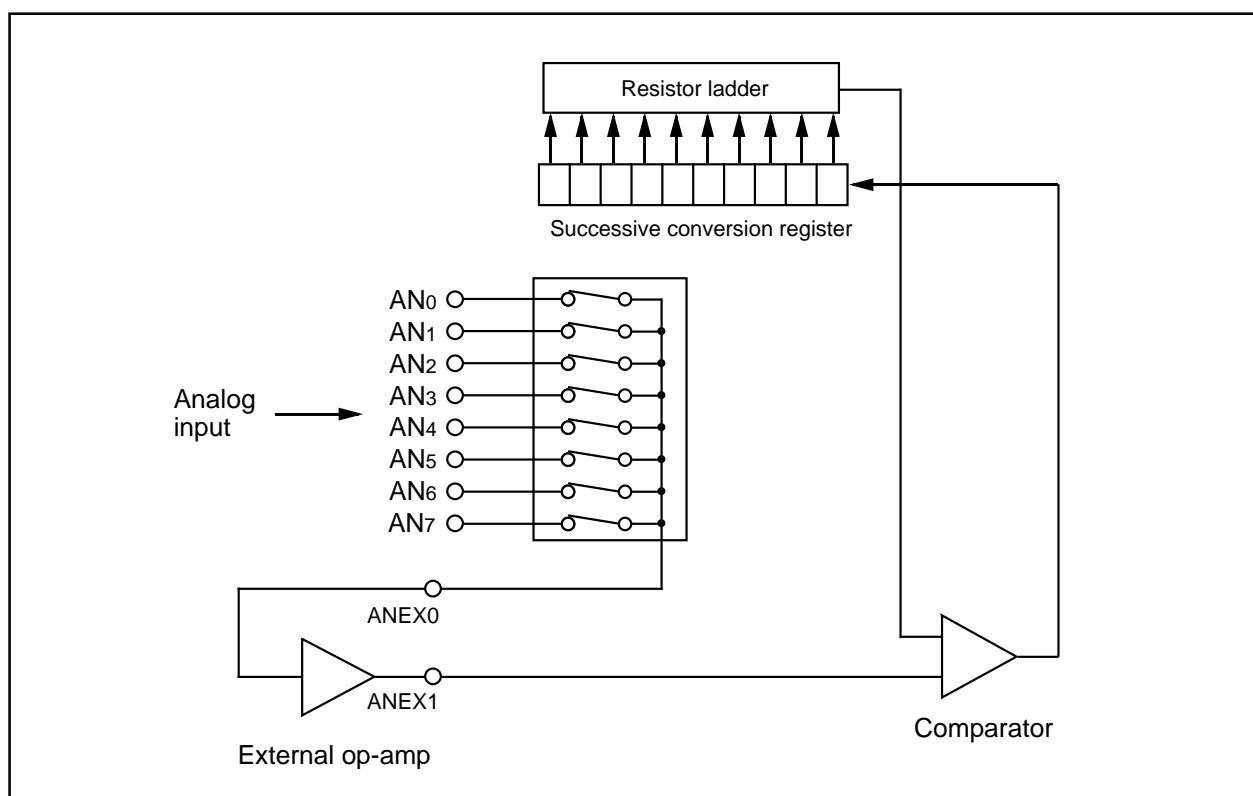 Resistor ladder
Successive conversion register
AN0
AN1
AN2
AN3
AN4
AN5
AN6
AN7
Analog
input
ANEX0
ANEX1
External op-amp
Comparator